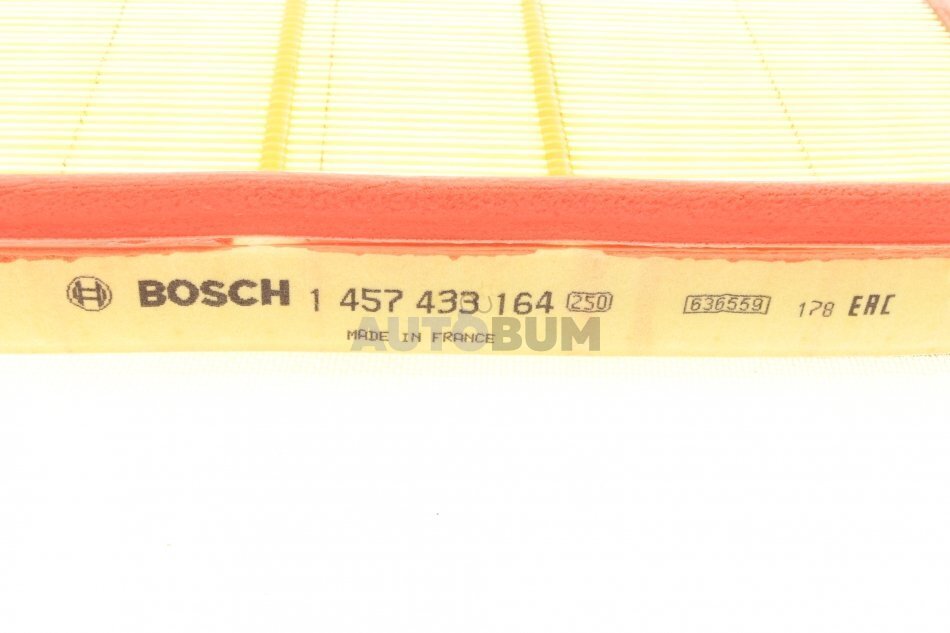 BOSCH 1 457 433 164 250 636559 178 EAC
MADE IN FRANCE
AUTOBUM